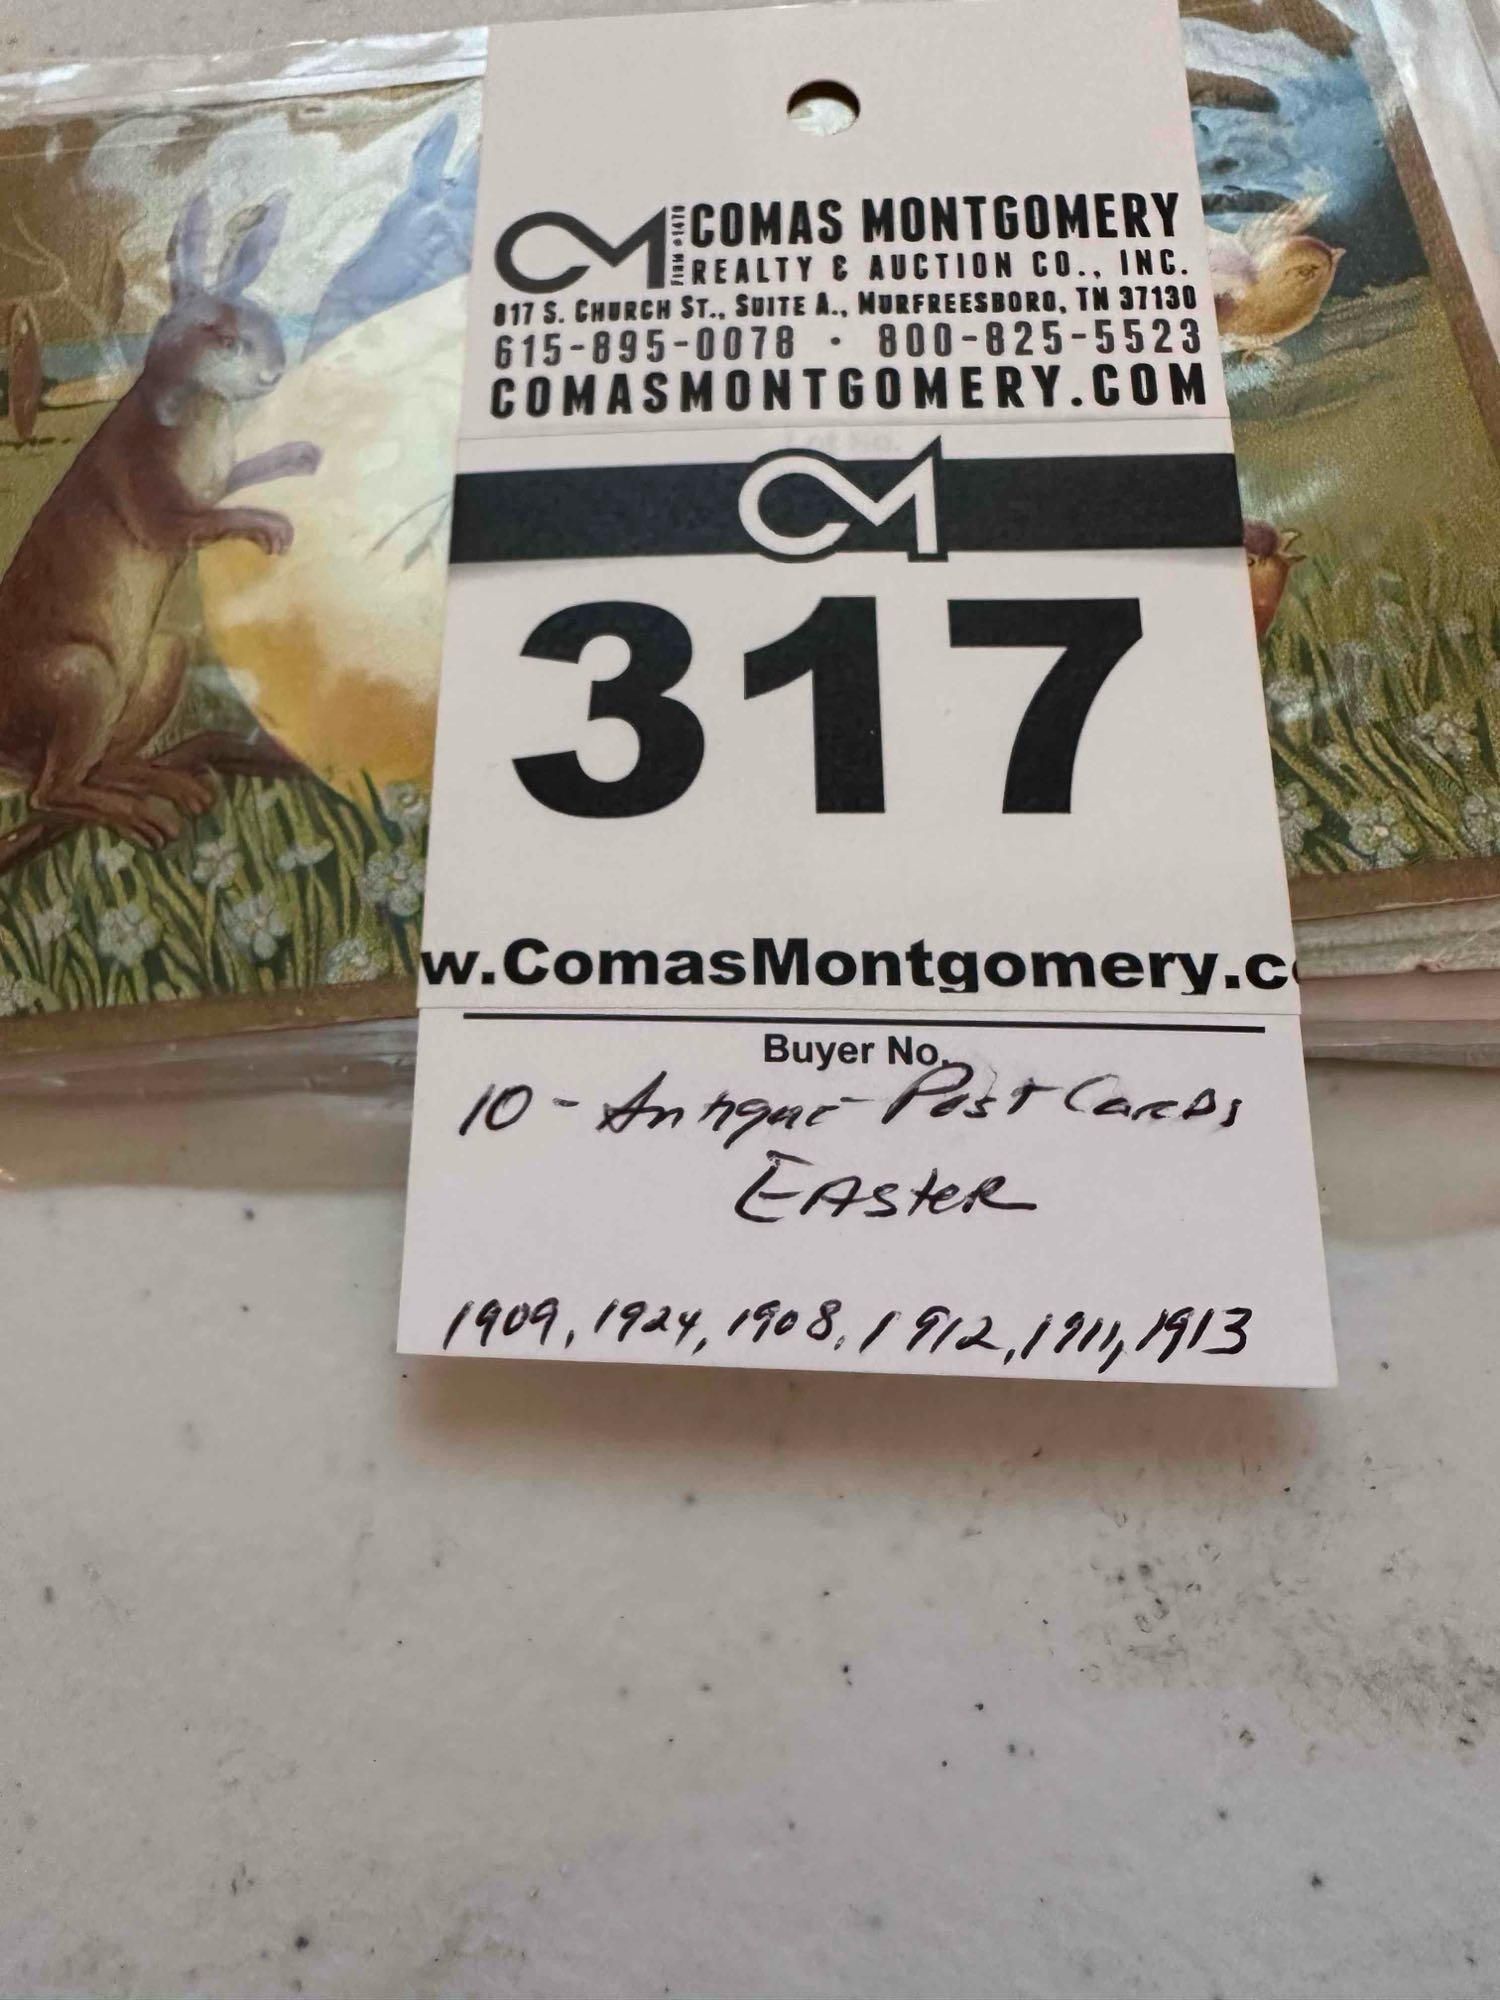 CM FIRM #1470 COMAS MONTGOMERY
REALTY & AUCTION CO., INC.
817 S. CHURCH ST., SUITE A., MURFREESBORO, TN 37130
615-895-0078 · 800-825-5523
COMASMONTGOMERY.COM
Lot No.
CM
317
w.ComasMontgomery.c
Buyer No.
10 - Antique Post Cards
EASTER
1909, 1924, 1908, 1912, 1911, 1913